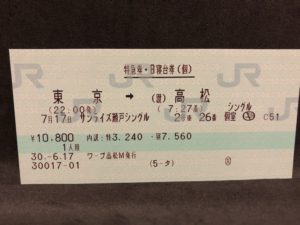 特急券・B寝台券(個)
東京 → (讃)高松
(22:00発) (7:27着)
7月17日 サンライズ瀬戸シングル 2号車 26番 シングル 個室 C51
¥10,800 内訳:特3,240・寝7,560
1人用
30.-6.17 ワープ高松M発行
30017-01 (5-タ)